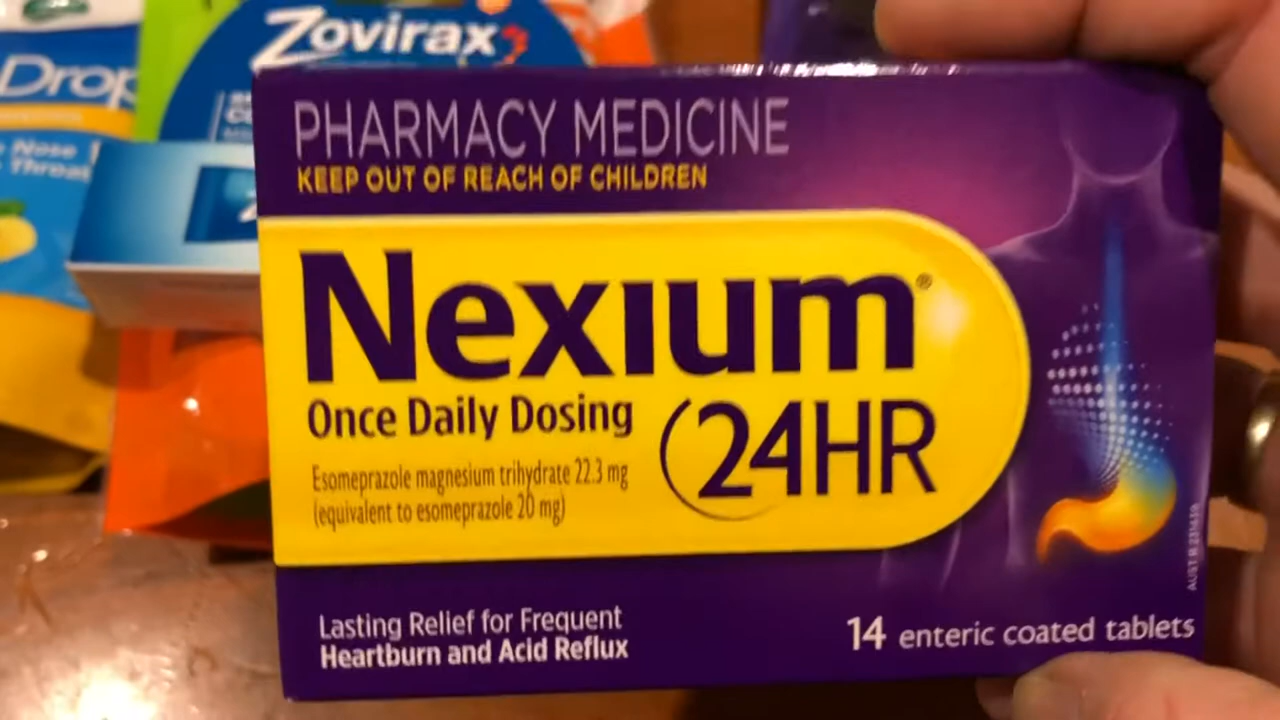 Zovirax
Drop
Nose
Throat
PHARMACY MEDICINE
KEEP OUT OF REACH OF CHILDREN
Nexium®
Once Daily Dosing
24HR
Esomeprazole magnesium trihydrate 22.3 mg
(equivalent to esomeprazole 20 mg)
Lasting Relief for Frequent
Heartburn and Acid Reflux
14 enteric coated tablets